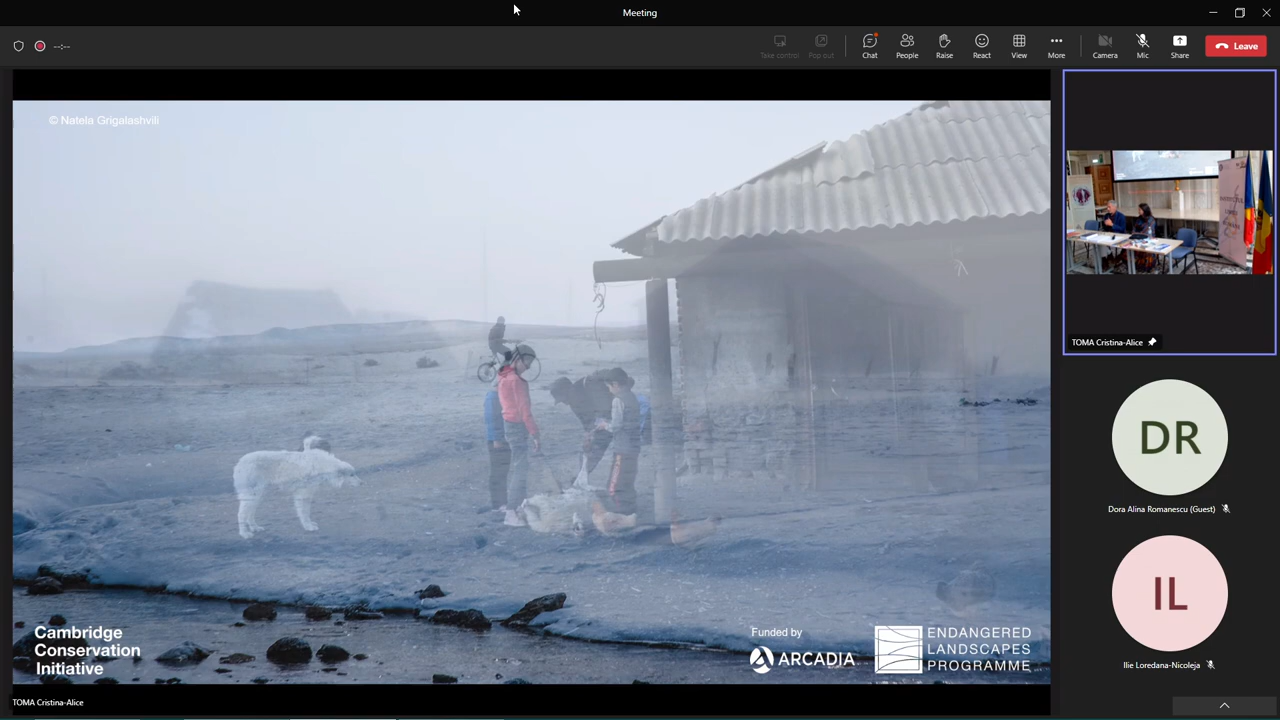 Meeting
--:--
Take control
Pop out
Chat
People
Raise
React
View
More
Camera
Mic
Share
Leave
© Natela Grigalashvili
TOMA Cristina-Alice
DR
Dora Alina Romanescu (Guest)
IL
Ilie Loredana-Nicoleja
Cambridge
Conservation
Initiative
Funded by
ARCADIA
ENDANGERED
LANDSCAPES
PROGRAMME
TOMA Cristina-Alice